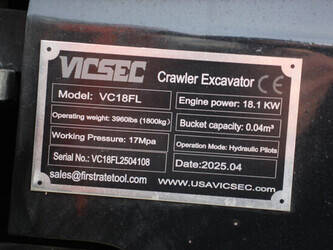 VICSEC Crawler Excavator CE
Model: VC18FL
Engine power: 18.1 KW
Operating weight: 3960lbs (1800kg)
Bucket capacity: 0.04m³
Working Pressure: 17Mpa
Operation Mode: Hydraulic Pilots
Serial No.: VC18FL2504108
Date:2025.04
sales@firstratetool.com
www.USAVICSEC.com